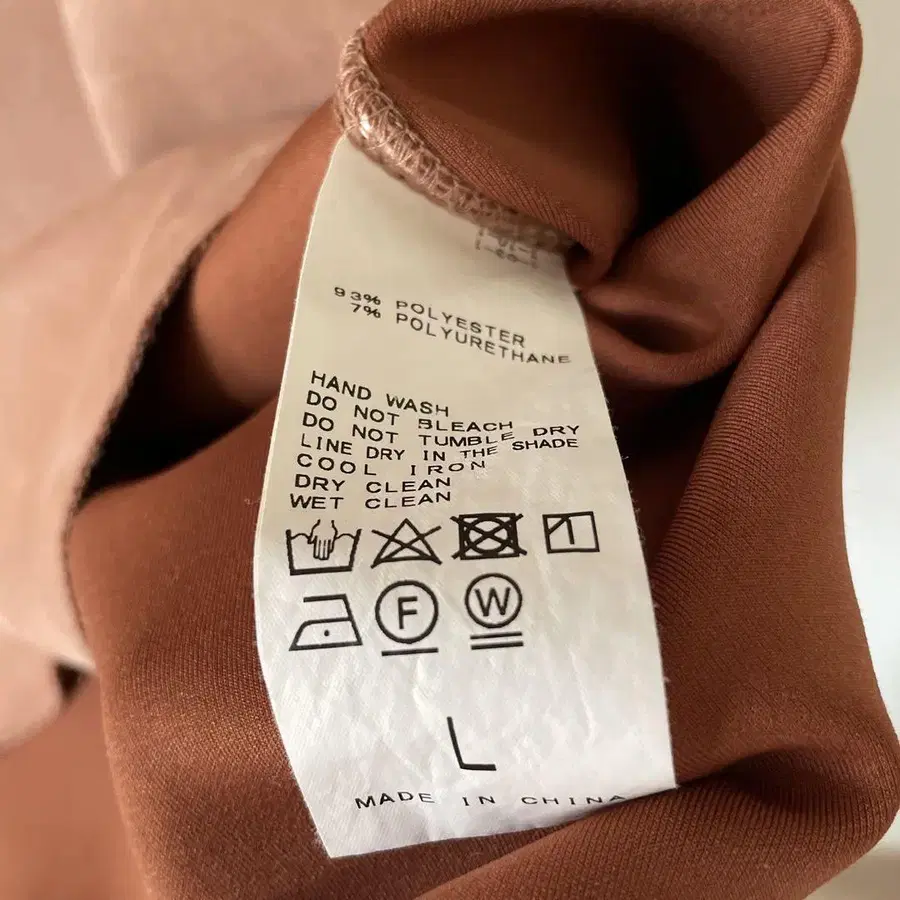 93% POLYESTER
7% POLYURETHANE
HAND WASH
DO NOT BLEACH
DO NOT TUMBLE DRY
LINE DRY IN THE SHADE
COOL IRON
DRY CLEAN
WET CLEAN
F
W
L
MADE IN CHINA